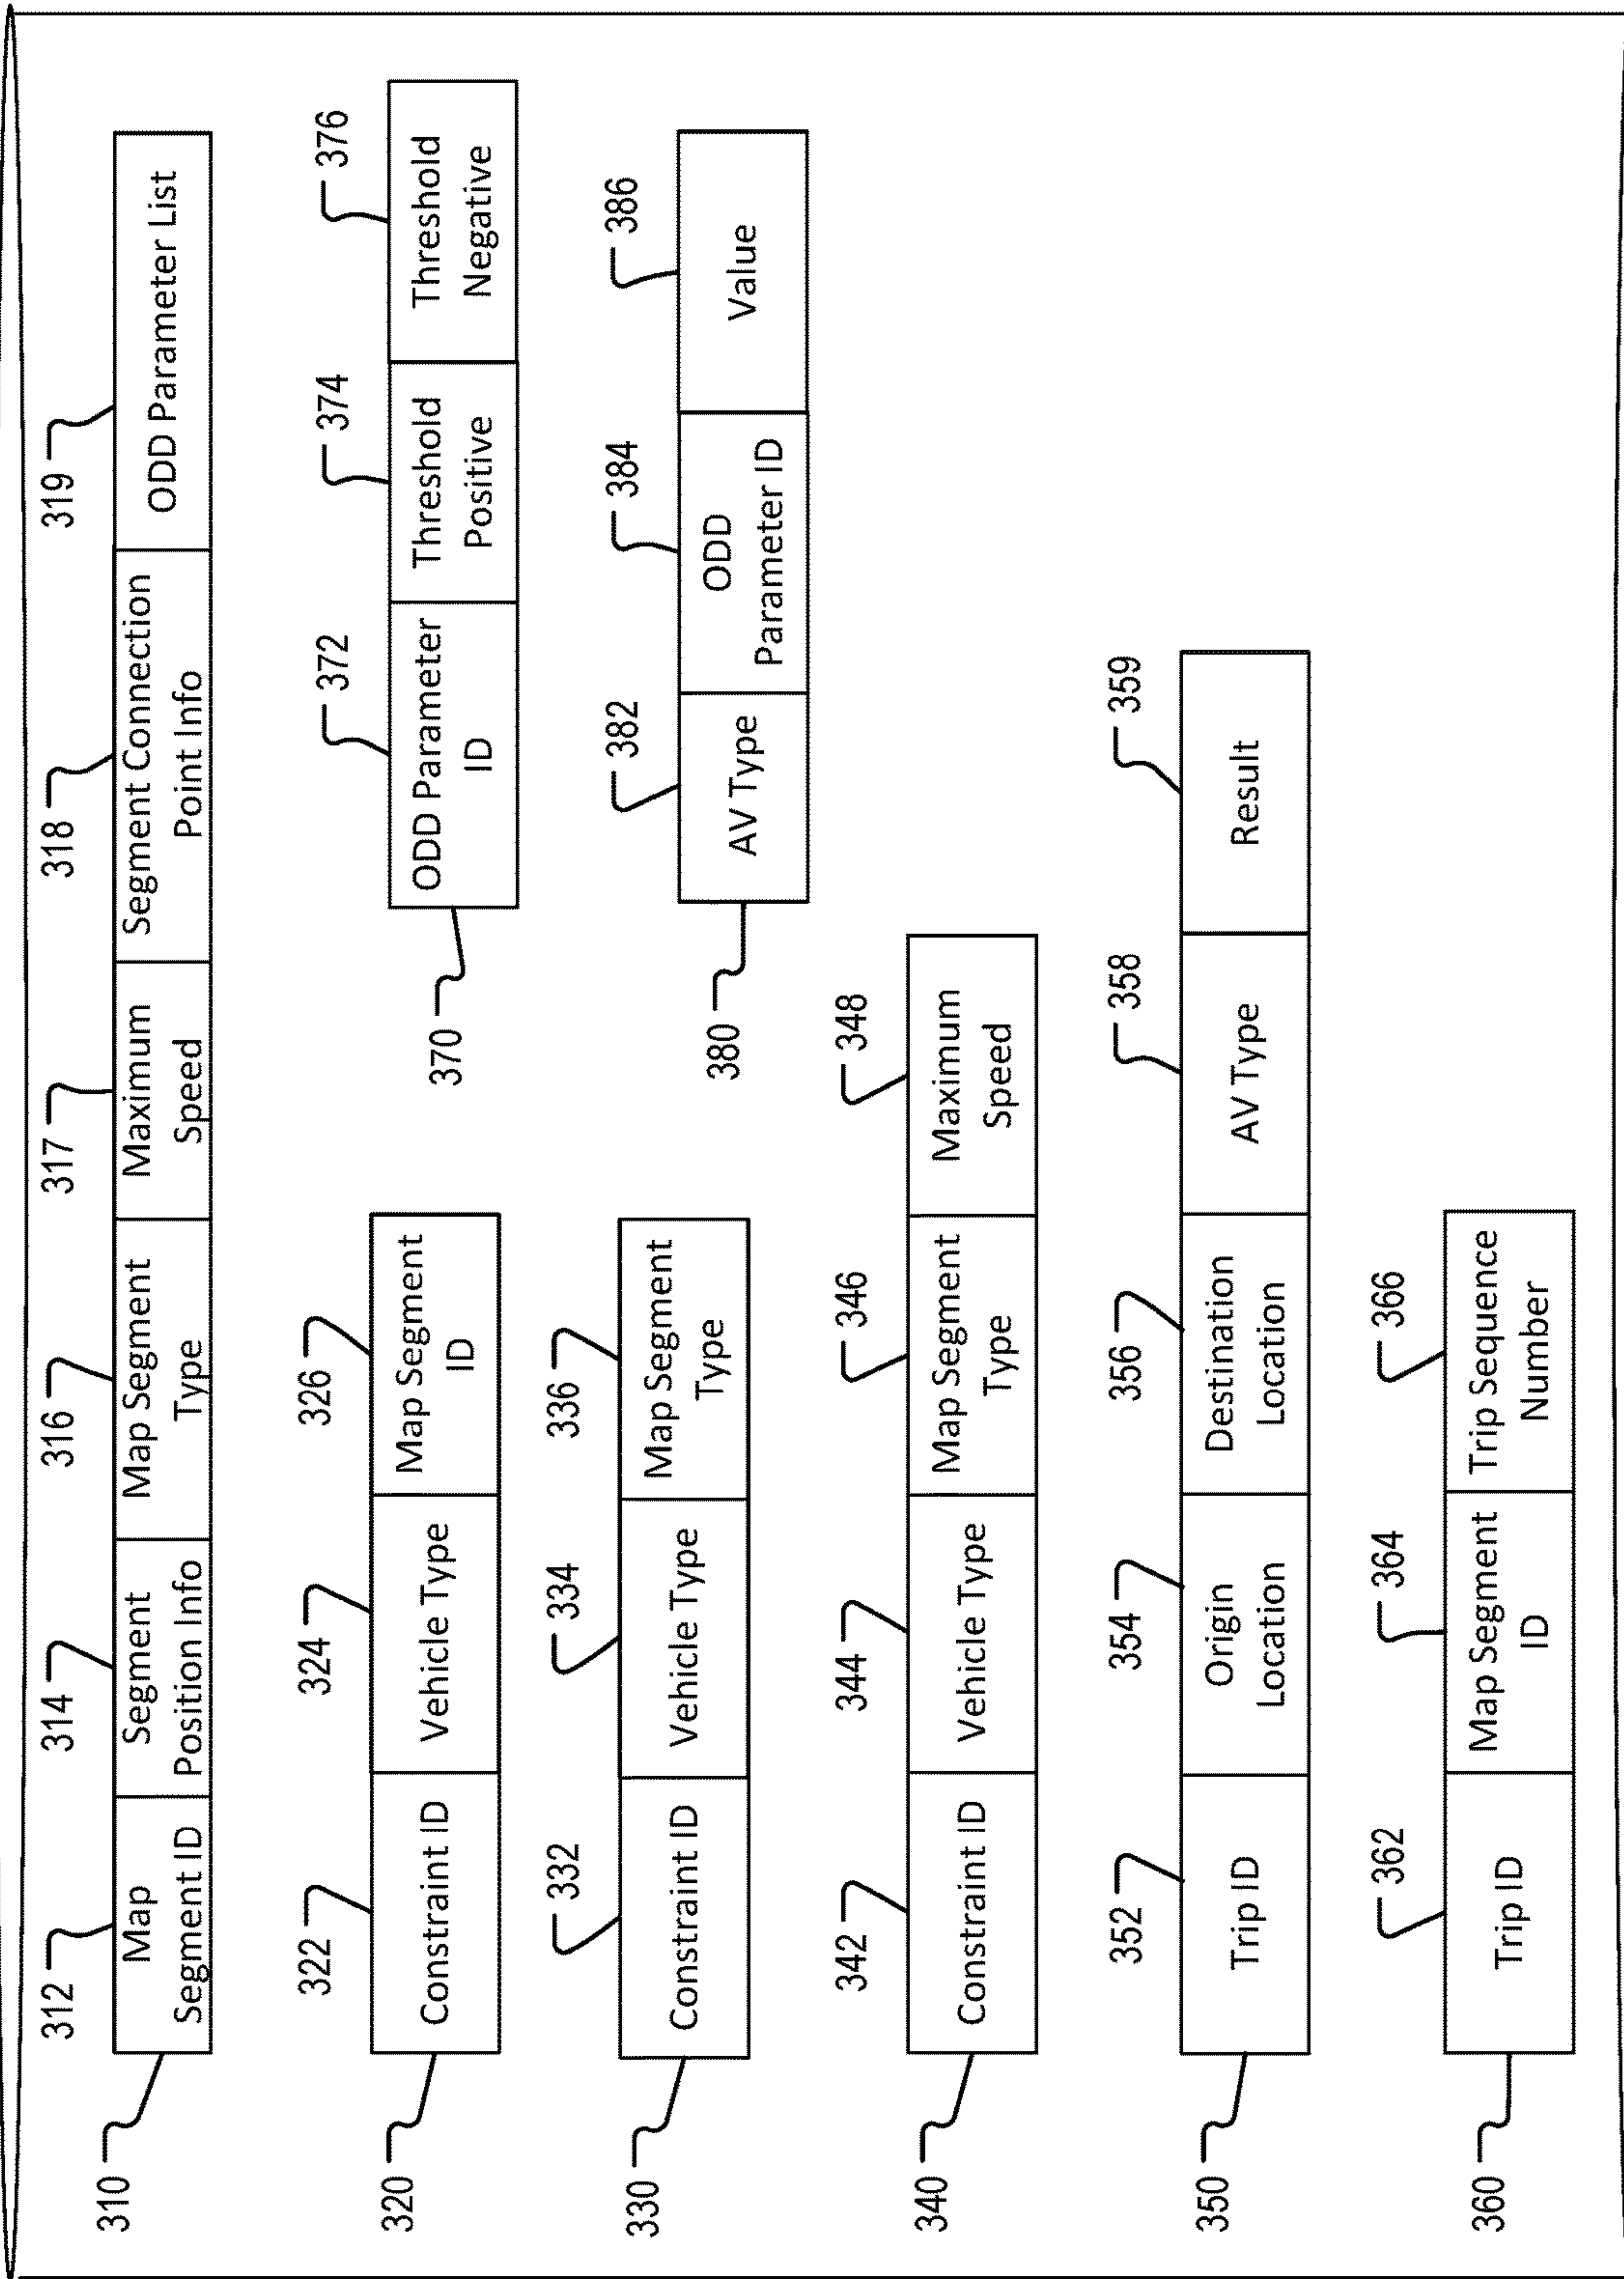 312
314
316
317
318
319
310
Map
Segment ID
Segment
Position Info
Map Segment
Type
Maximum
Speed
Segment Connection
Point Info
ODD Parameter List
322
324
326
320
Constraint ID
Vehicle Type
Map Segment
ID
372
374
376
370
ODD Parameter
ID
Threshold
Positive
Threshold
Negative
332
334
336
330
Constraint ID
Vehicle Type
Map Segment
Type
382
384
386
380
AV Type
ODD
Parameter ID
Value
342
344
346
348
340
Constraint ID
Vehicle Type
Map Segment
Type
Maximum
Speed
352
354
356
358
359
350
Trip ID
Origin
Location
Destination
Location
AV Type
Result
362
364
366
360
Trip ID
Map Segment
ID
Trip Sequence
Number